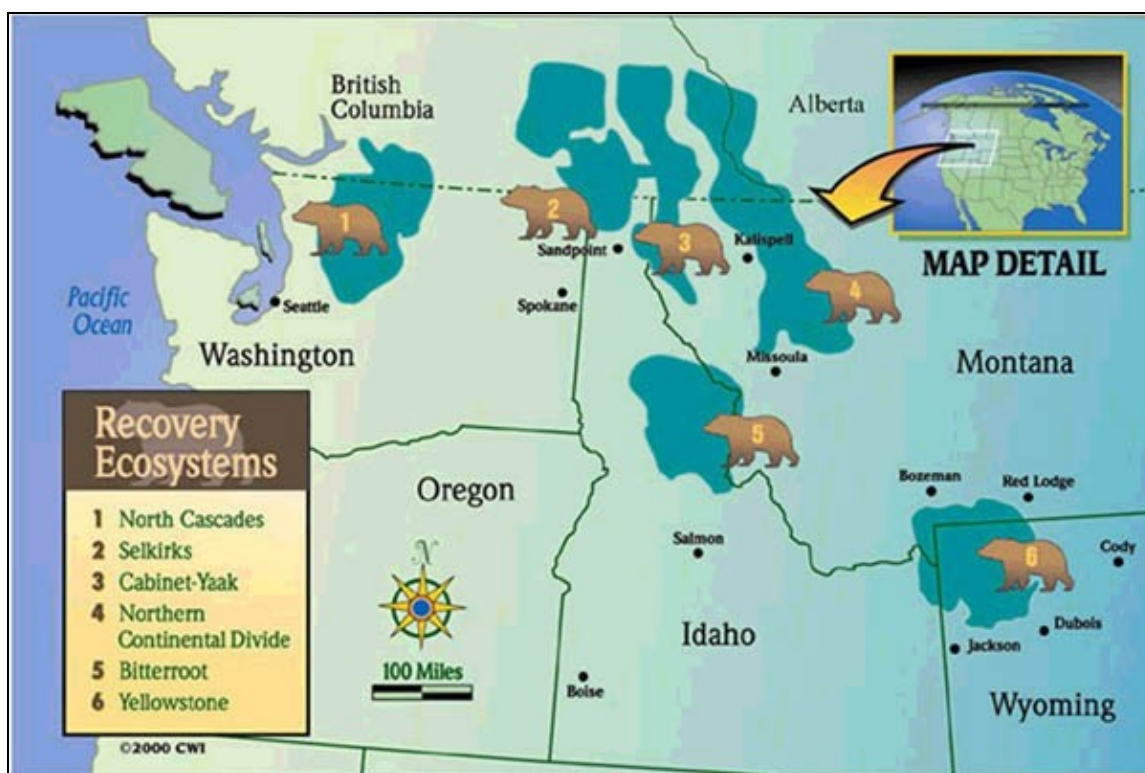 British
Columbia
Alberta
1
2
Sandpoint
3
Kalispell
4
MAP DETAIL
Pacific
Ocean
Seattle
Spokane
Washington
Missoula
Montana
5
Recovery
Ecosystems
1 North Cascades
2 Selkirks
3 Cabinet-Yaak
4 Northern
Continental Divide
5 Bitterroot
6 Yellowstone
©2000 CWI
Oregon
N
100 Miles
Bozeman
Red Lodge
Salmon
6
Cody
Idaho
Dubois
Jackson
Boise
Wyoming